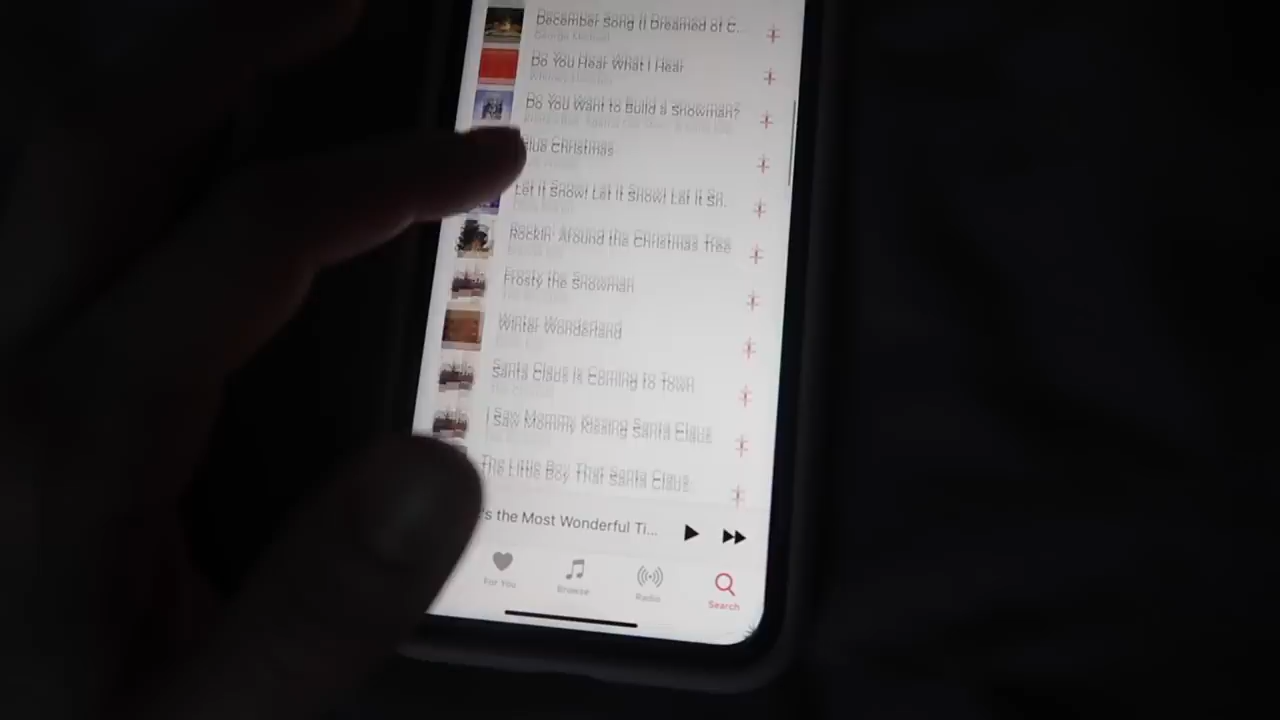 December Song (I Dreamed of C...
George Michael
Do You Hear What I Hear
Do You Want to Build a Snowman?
Blue Christmas
Let It Snow! Let It Snow! Let It Sn...
Rockin' Around the Christmas Tree
Frosty the Snowman
Winter Wonderland
Santa Claus Is Coming to Town
I Saw Mommy Kissing Santa Claus
The Little Boy That Santa Claus...
's the Most Wonderful Ti...
For You
Browse
Radio
Search